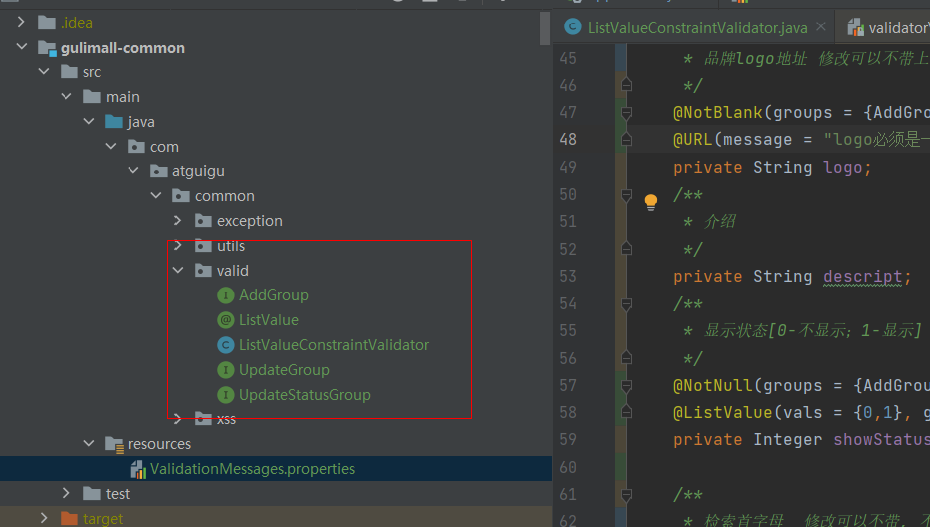 .idea
gulimall-common
src
main
java
com
atguigu
common
exception
utils
valid
AddGroup
ListValue
ListValueConstraintValidator
UpdateGroup
UpdateStatusGroup
xss
resources
ValidationMessages.properties
test
target
ListValueConstraintValidator.java
validator
45 * 品牌logo地址 修改可以不带上
46 */
47 @NotBlank(groups = {AddGro
48 @URL(message = "logo必须是一
49 private String logo;
50 /**
51 * 介绍
52 */
53 private String descript;
54 /**
55 * 显示状态[0-不显示；1-显示]
56 */
57 @NotNull(groups = {AddGrou
58 @ListValue(vals = {0,1}, g
59 private Integer showStatus
60
61 /**
62 * 检索首字母 修改可以不带，不